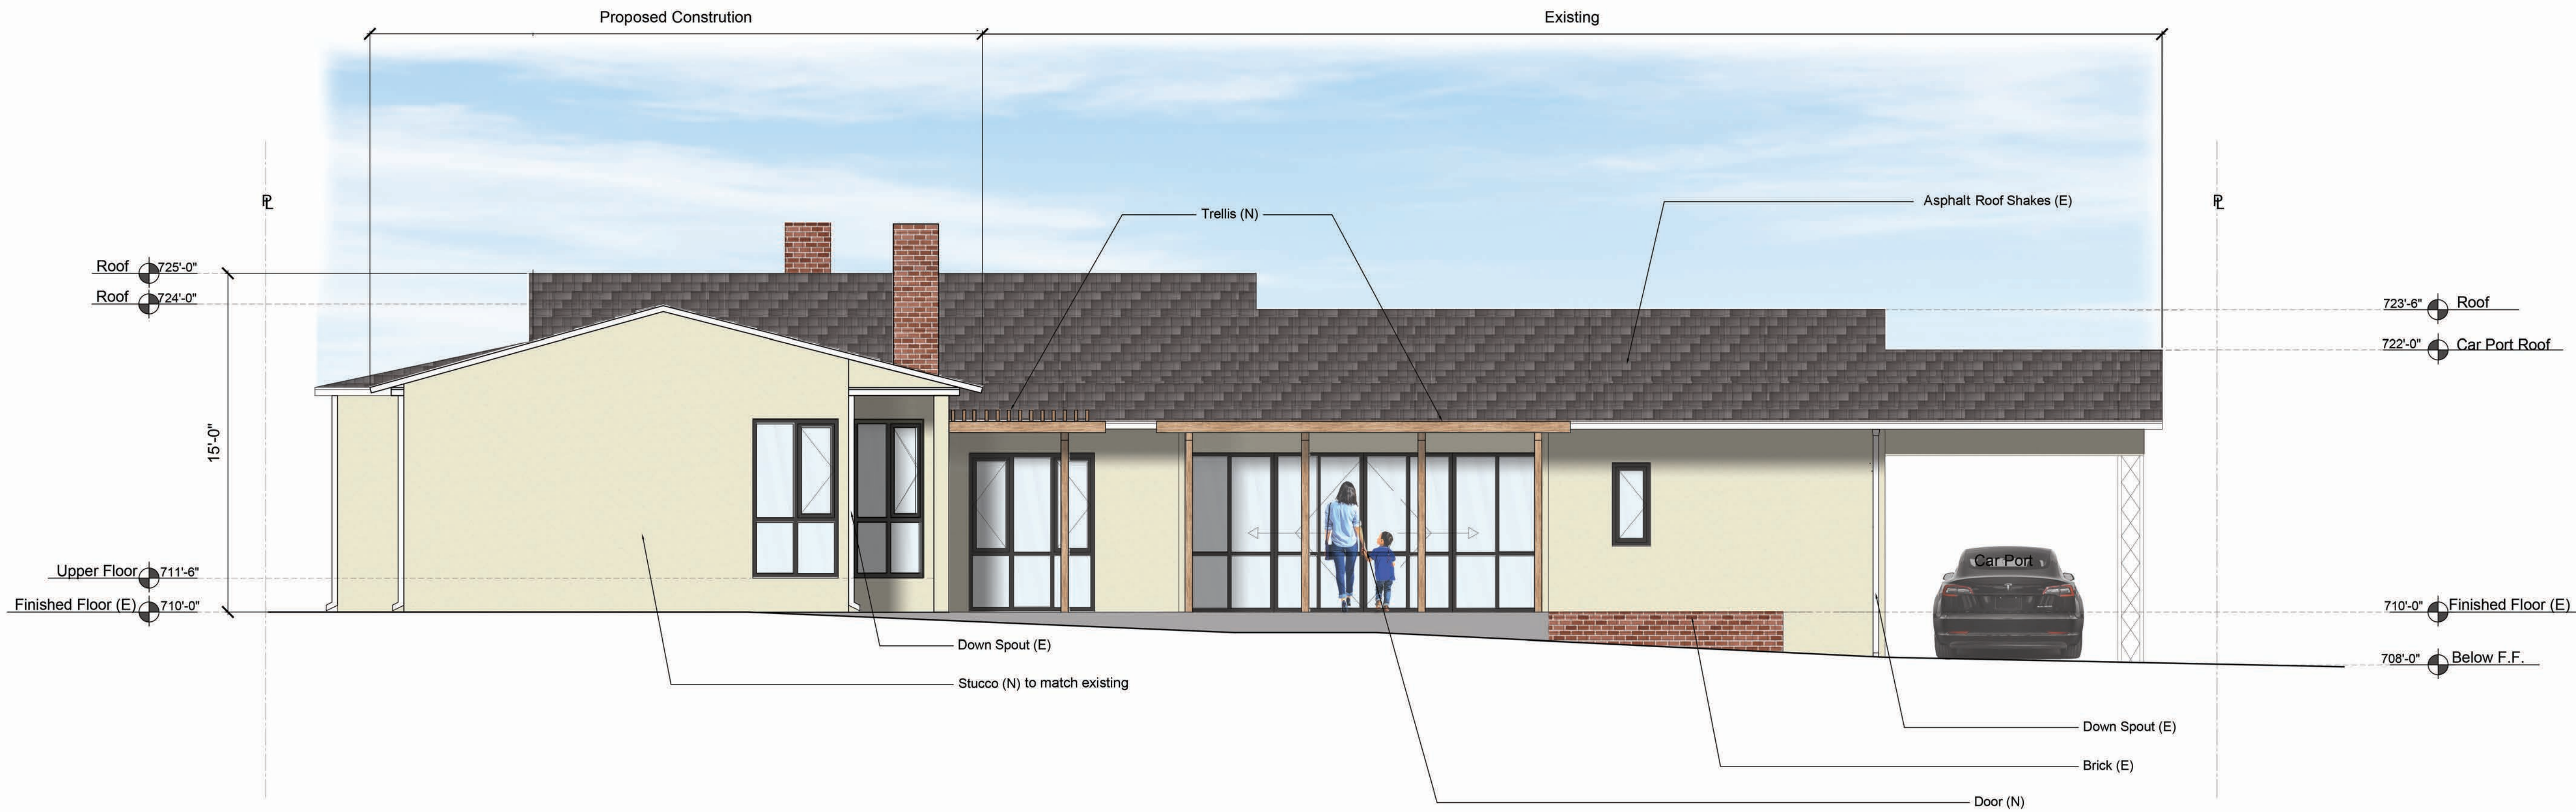 Proposed Constrution
Existing
PL
PL
Trellis (N)
Asphalt Roof Shakes (E)
Roof 725'-0"
Roof 724'-0"
723'-6" Roof
722'-0" Car Port Roof
15'-0"
Upper Floor 711'-6"
Car Port
Finished Floor (E) 710'-0"
710'-0" Finished Floor (E)
Down Spout (E)
708'-0" Below F.F.
Stucco (N) to match existing
Down Spout (E)
Brick (E)
Door (N)